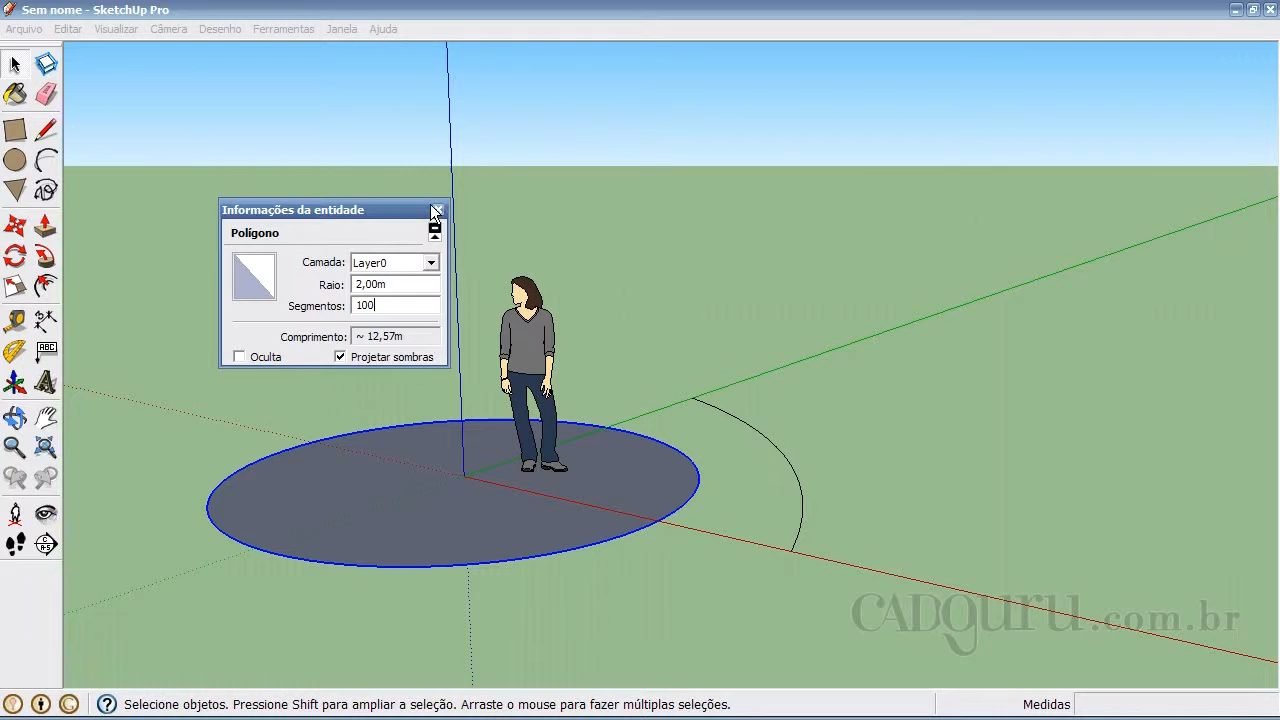 Sem nome - SketchUp Pro
Arquivo Editar Visualizar Câmera Desenho Ferramentas Janela Ajuda
Informações da entidade
Polígono
Camada: Layer0
Raio: 2,00m
Segmentos: 100
Comprimento: ~ 12,57m
Oculta Projetar sombras
ABC
CADguru.com.br
Selecione objetos. Pressione Shift para ampliar a seleção. Arraste o mouse para fazer múltiplas seleções. Medidas